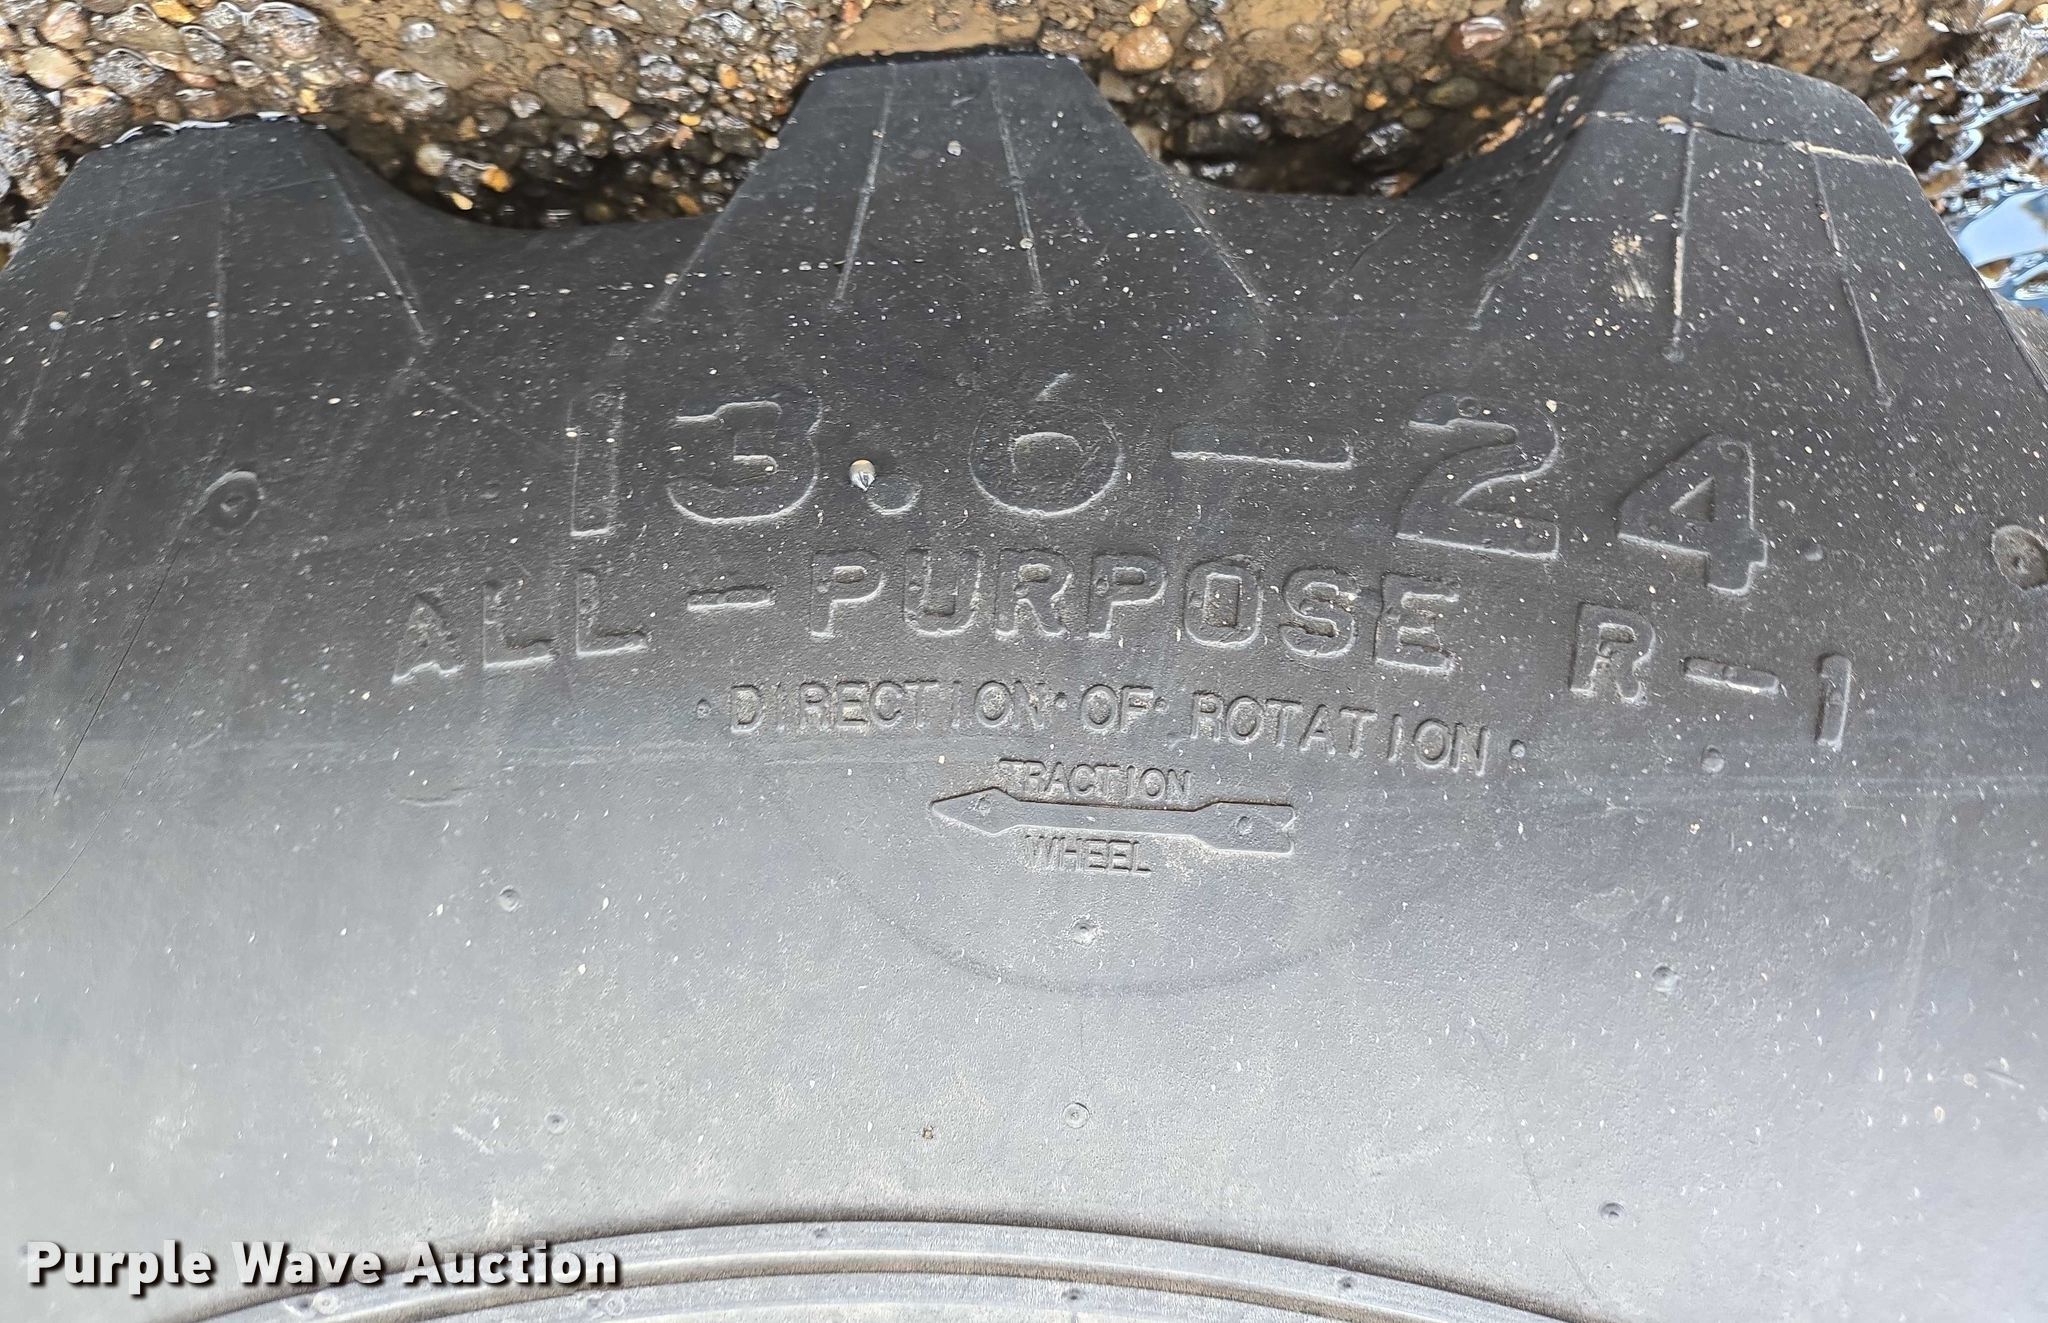 13.6-24
ALL-PURPOSE R-1
·DIRECTION·OF·ROTATION·
TRACTION
WHEEL
Purple Wave Auction